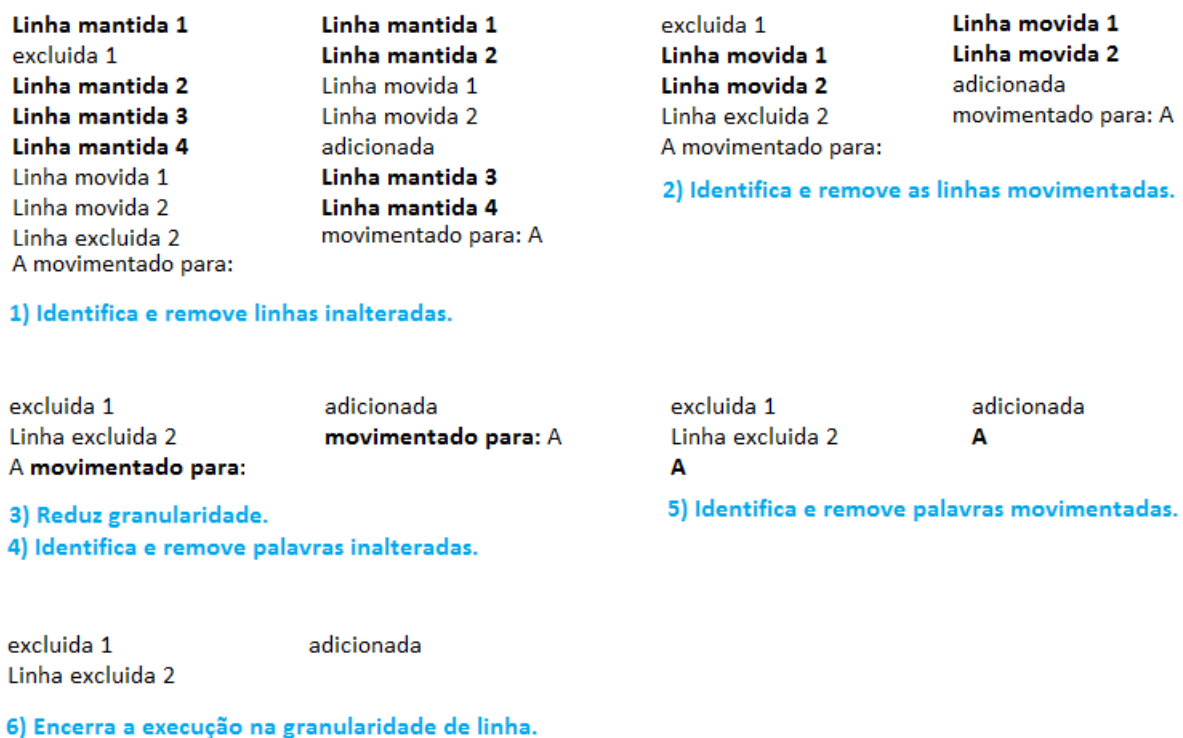 Linha mantida 1
excluida 1
Linha mantida 2
Linha mantida 3
Linha mantida 4
Linha movida 1
Linha movida 2
Linha excluida 2
A movimentado para:
Linha mantida 1
Linha mantida 2
Linha movida 1
Linha movida 2
adicionada
Linha mantida 3
Linha mantida 4
movimentado para: A
1) Identifica e remove linhas inalteradas.
excluida 1
Linha movida 1
Linha movida 2
Linha excluida 2
A movimentado para:
Linha movida 1
Linha movida 2
adicionada
movimentado para: A
2) Identifica e remove as linhas movimentadas.
excluida 1
Linha excluida 2
A movimentado para:
adicionada
movimentado para: A
3) Reduz granularidade.
4) Identifica e remove palavras inalteradas.
excluida 1
Linha excluida 2
A
adicionada
A
5) Identifica e remove palavras movimentadas.
excluida 1
Linha excluida 2
adicionada
6) Encerra a execução na granularidade de linha.